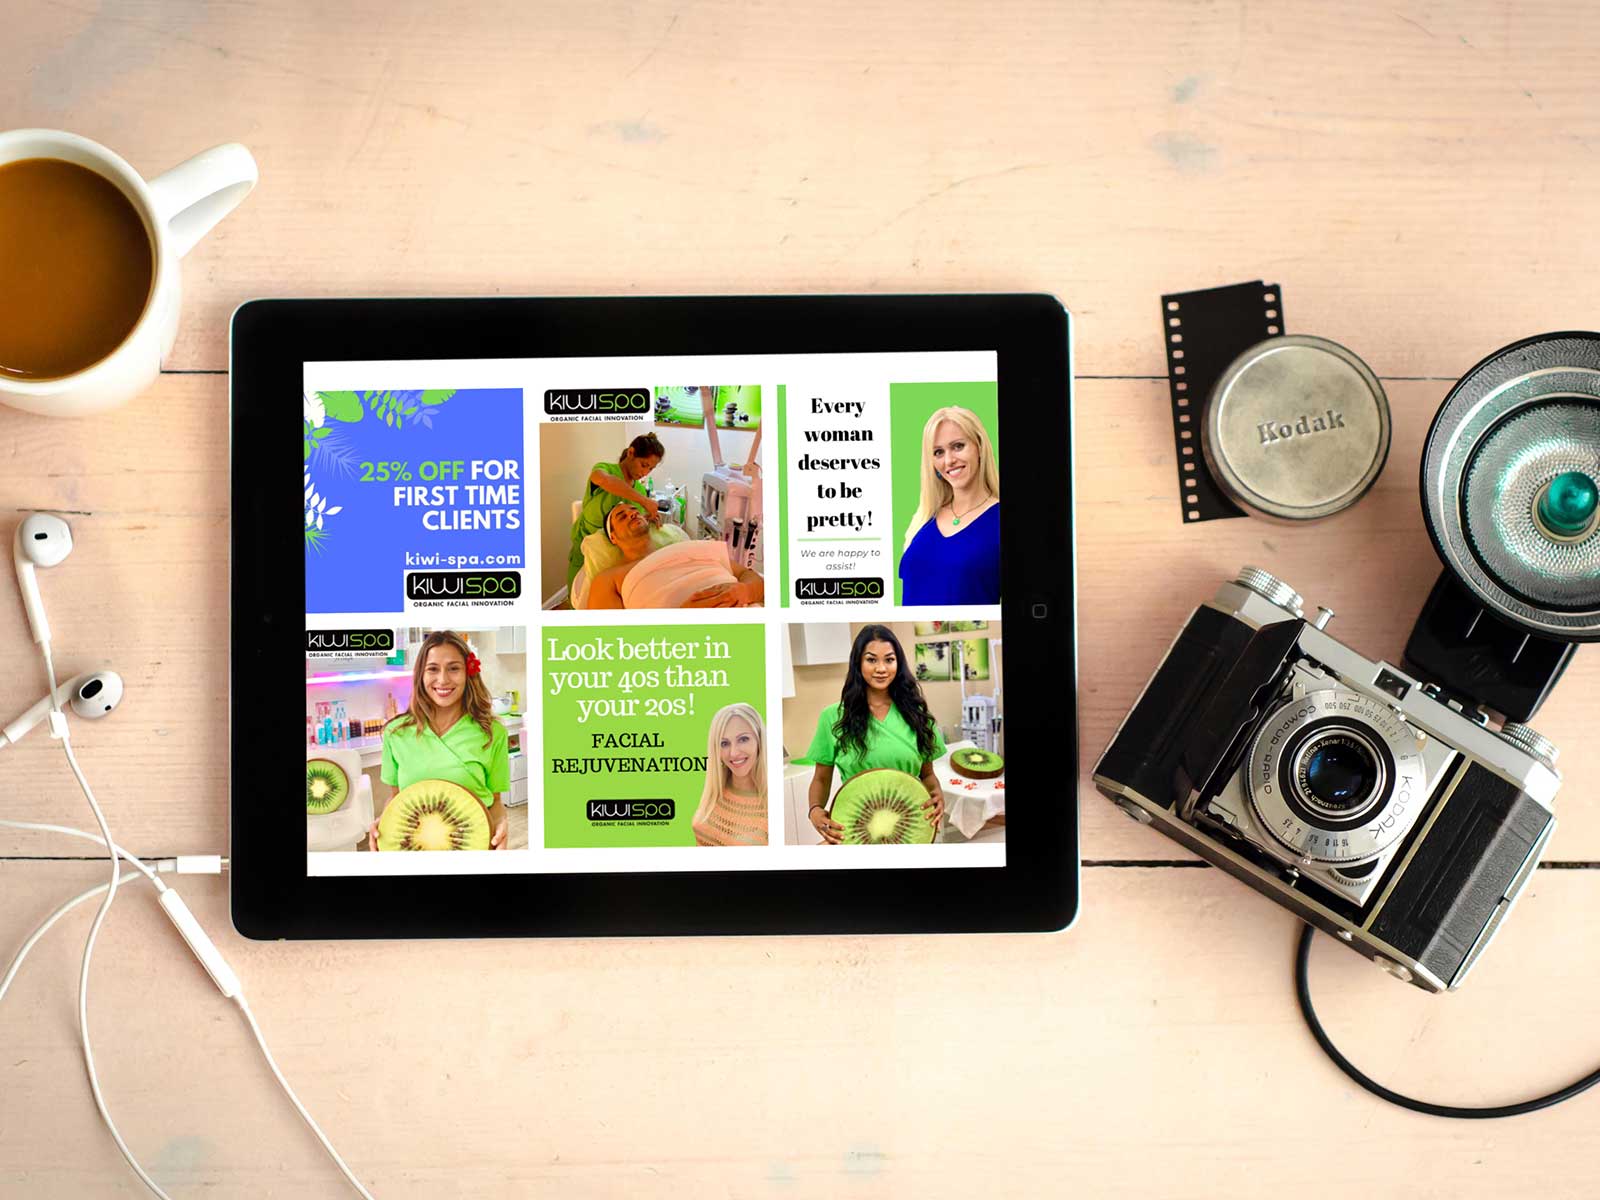 25% OFF FOR
FIRST TIME
CLIENTS
kiwi-spa.com
kiwispa
ORGANIC FACIAL INNOVATION
kiwispa
ORGANIC FACIAL INNOVATION
Every
woman
deserves
to be
pretty!
We are happy to
assist!
kiwispa
ORGANIC FACIAL INNOVATION
kiwispa
ORGANIC FACIAL INNOVATION
Look better in
your 40s than
your 20s!
FACIAL
REJUVENATION
kiwispa
ORGANIC FACIAL INNOVATION
Kodak
COMPUR-RAPID
KODAK